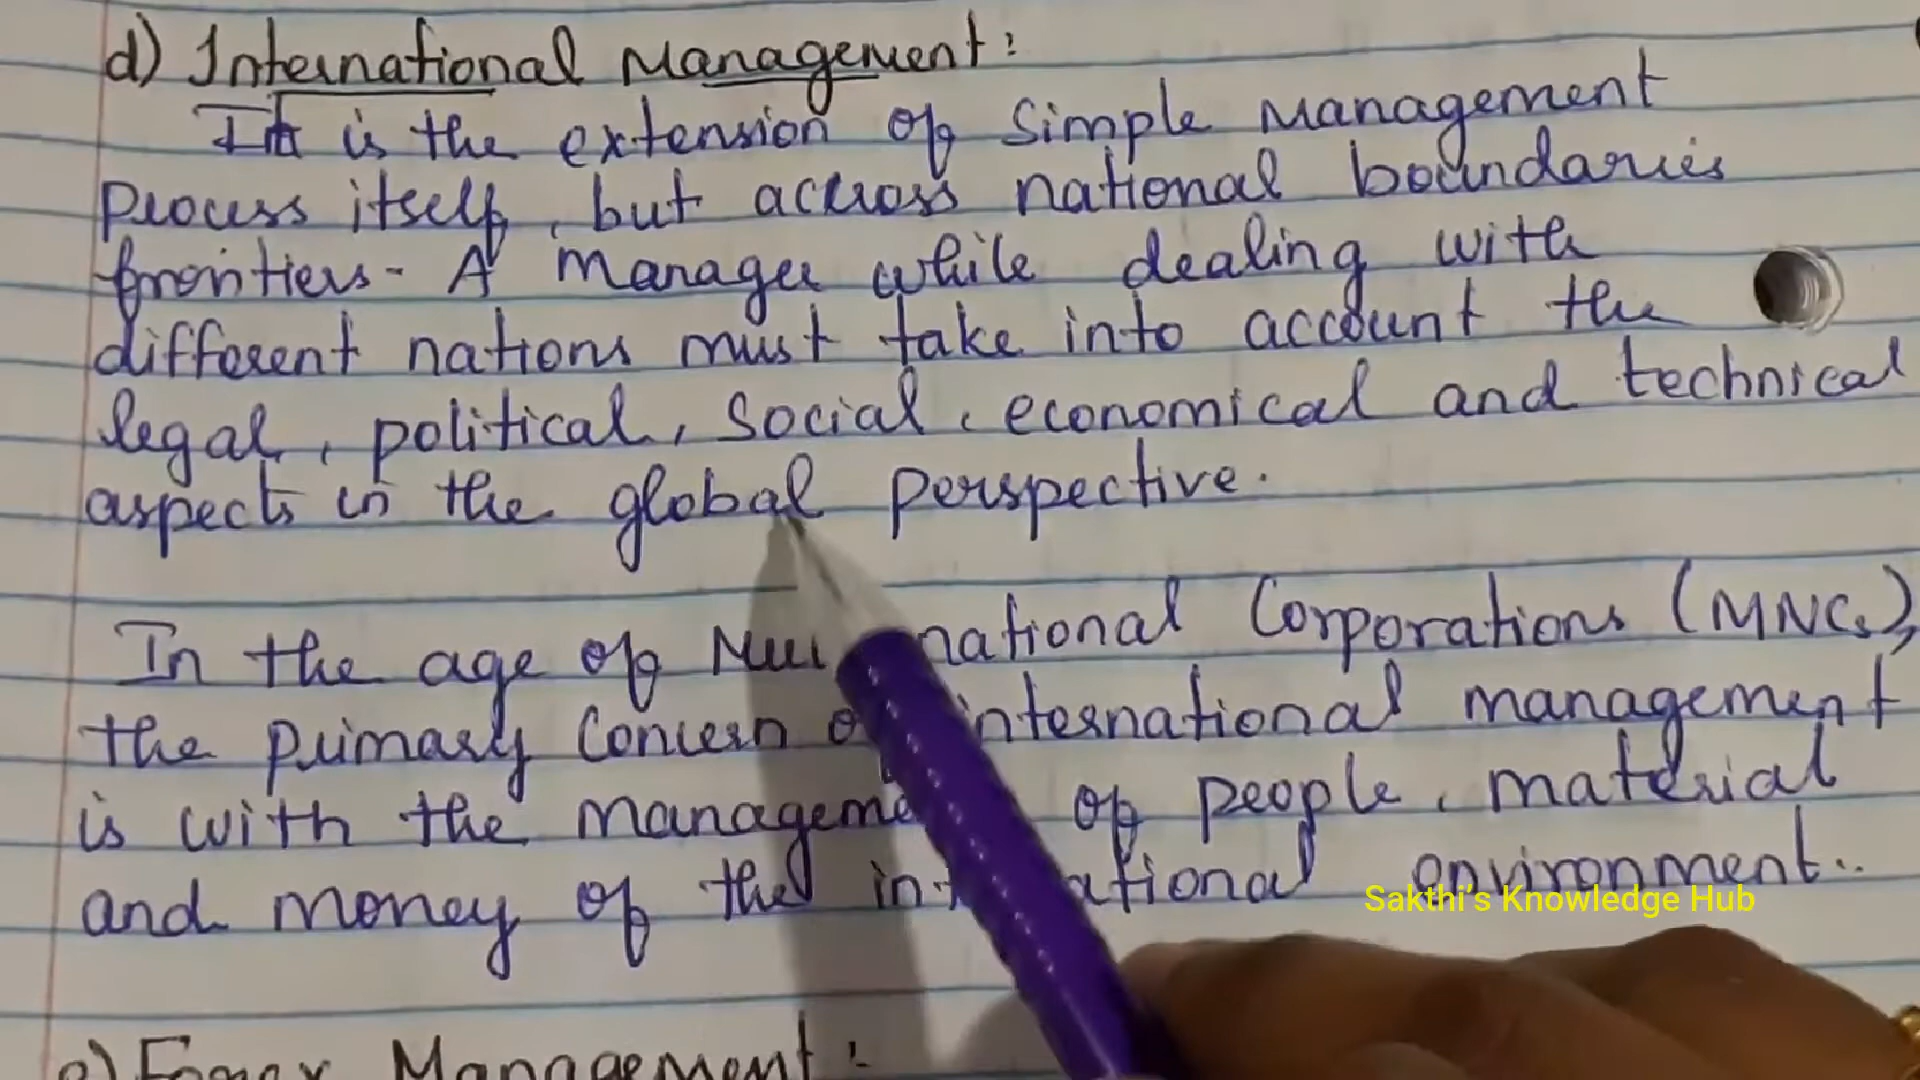 d) International Management:
It is the extension of Simple Management
process itself, but across national boundaries
frontiers. A manager while dealing with
different nations must take into account the
legal, political, social, economical and technical
aspects in the global perspective.
In the age of national Corporations (MNCs),
the primary concern international management
is with the of people, material
and money of the environment.
Sakthi's Knowledge Hub
Management: